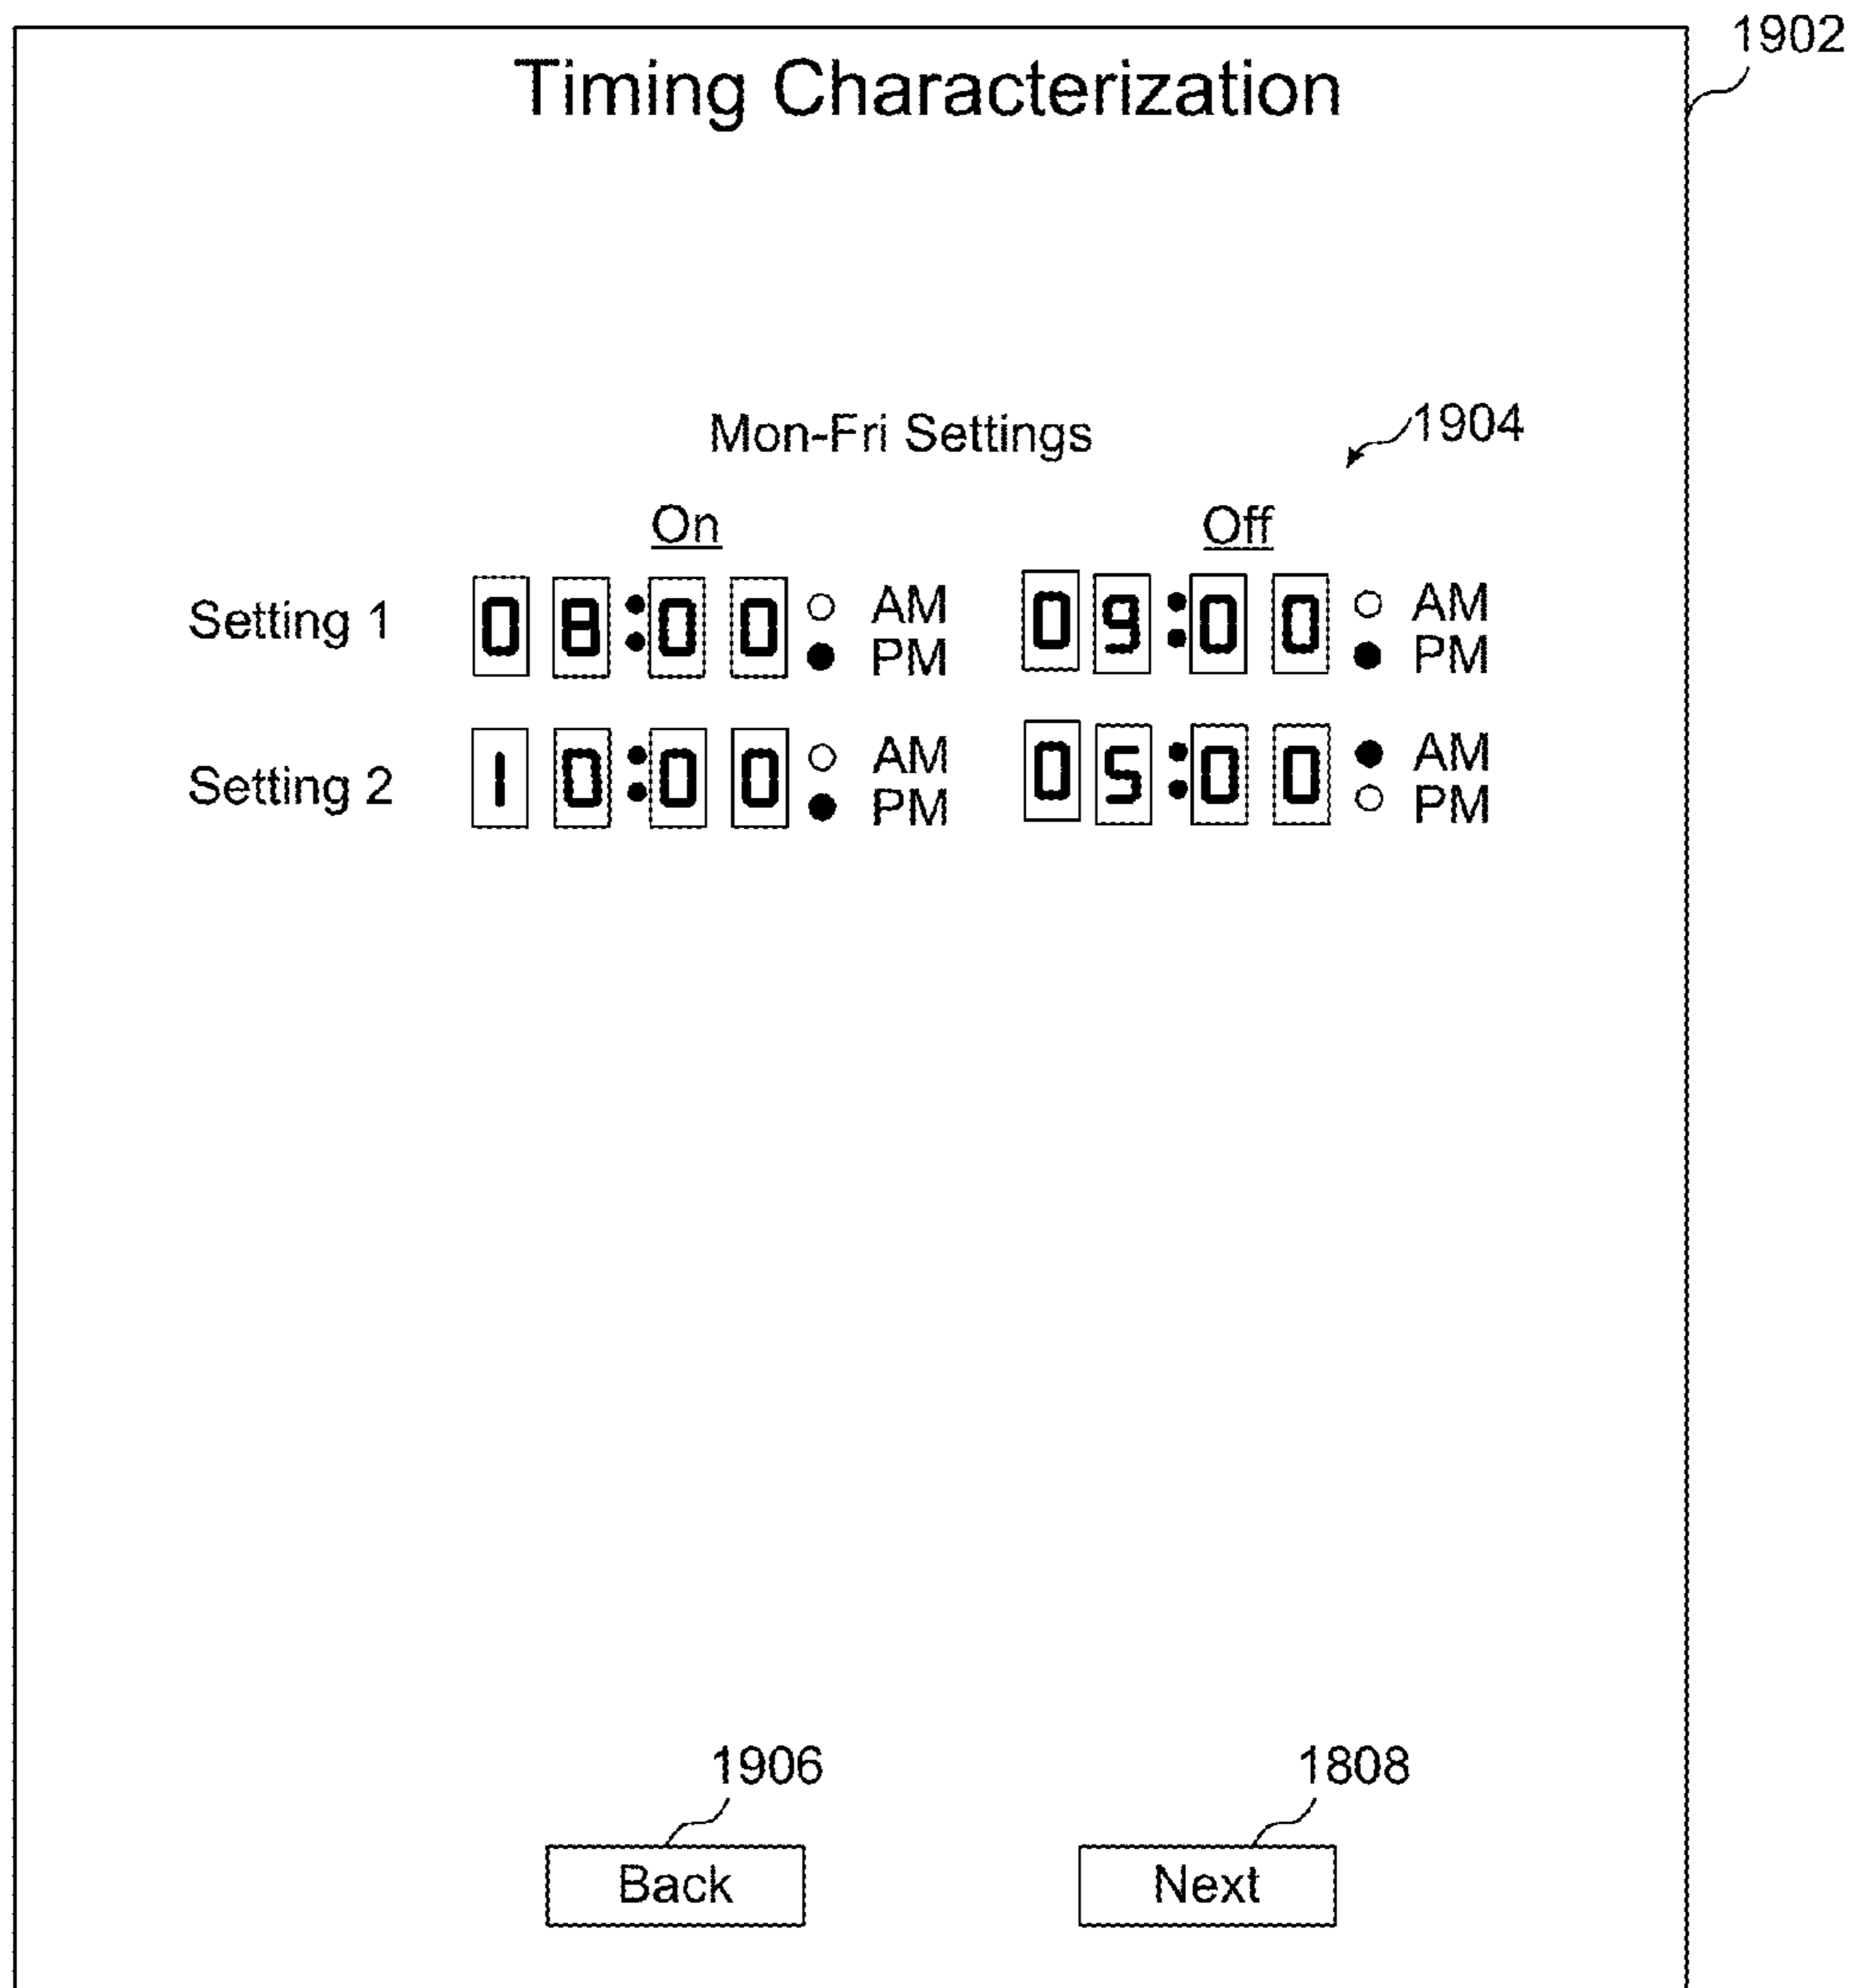 1902
Timing Characterization
Mon-Fri Settings
1904
On Off
Setting 1 08:00 AM PM 09:00 AM PM
Setting 2 10:00 AM PM 05:00 AM PM
1906 1808
Back Next